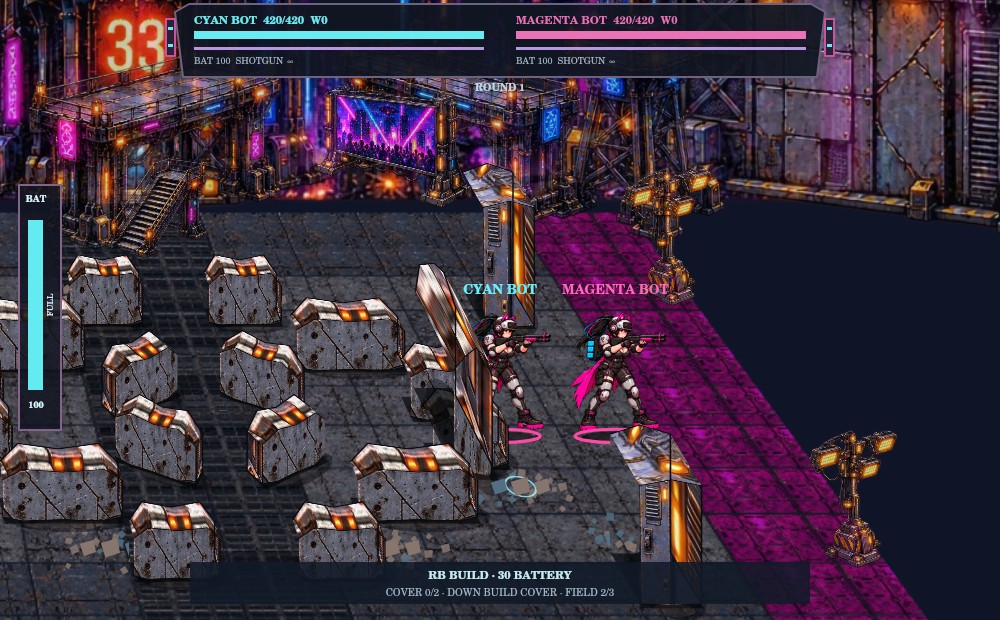 33
CYAN BOT 420/420 W0
MAGENTA BOT 420/420 W0
BAT 100 SHOTGUN ∞
BAT 100 SHOTGUN ∞
ROUND 1
BAT
FULL
100
CYAN BOT
MAGENTA BOT
RB BUILD · 30 BATTERY
COVER 0/2 · DOWN BUILD COVER · FIELD 2/3